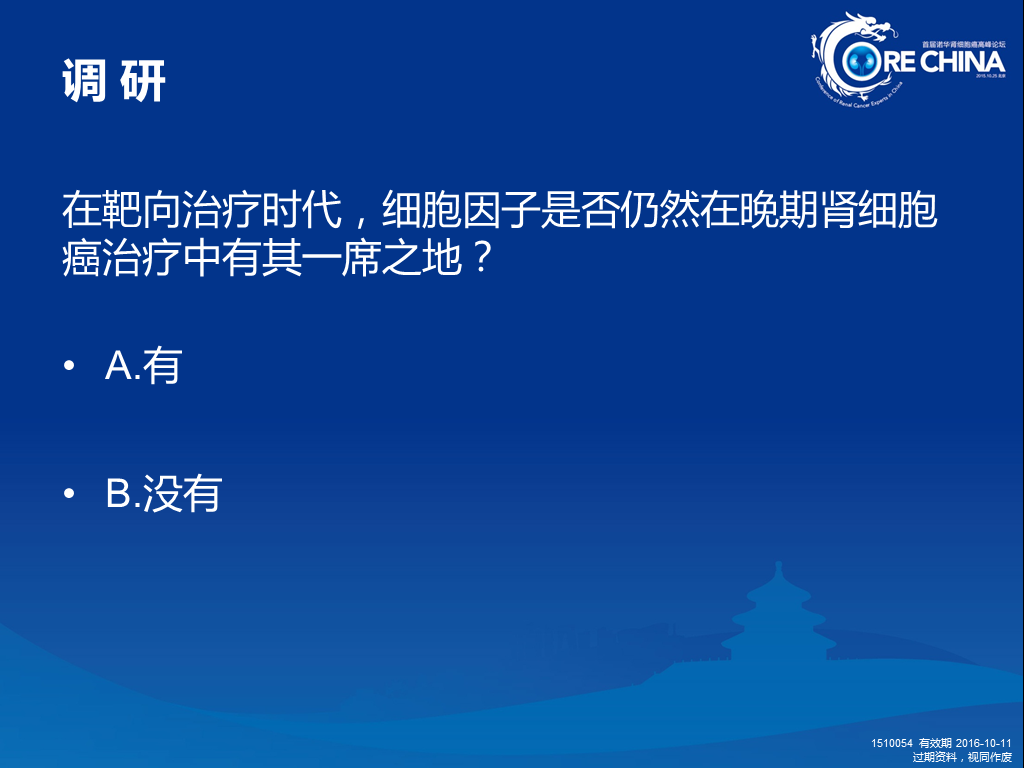 首届诺华肾细胞癌高峰论坛
CORE CHINA
2015.10.25 北京
Conference of Renal Cancer Experts in China
调 研
在靶向治疗时代，细胞因子是否仍然在晚期肾细胞
癌治疗中有其一席之地？
• A.有
• B.没有
1510054 有效期 2016-10-11
过期资料，视同作废